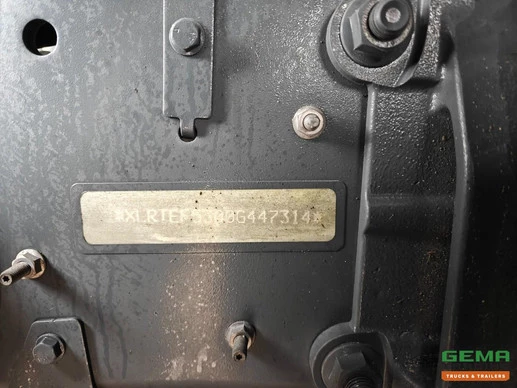 *XLRTEF5300G447314*
GEMA
TRUCKS & TRAILERS